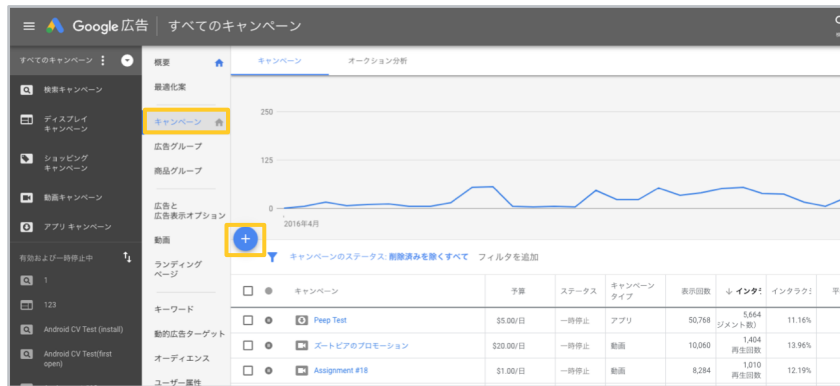 Google 広告 すべてのキャンペーン
すべてのキャンペーン
検索キャンペーン
ディスプレイ
キャンペーン
ショッピング
キャンペーン
動画キャンペーン
アプリ キャンペーン
有効および一時停止中
1
123
Android CV Test (install)
Android CV Test(first
open)
概要
最適化案
キャンペーン
広告グループ
商品グループ
広告と
広告表示オプション
動画
ランディング
ページ
キーワード
動的広告ターゲット
オーディエンス
ユーザー属性
キャンペーン オークション分析
250
125
0
2016年4月
キャンペーンのステータス: 削除済みを除くすべて フィルタを追加
キャンペーン 予算 ステータス キャンペーン
タイプ 表示回数 インタラ インタラクシ 平
Peep Test $5.00/日 一時停止 アプリ 50,768 5,664
ジメント数) 11.16%
ズートピアのプロモーション $20.00/日 一時停止 動画 10,060 1,404
再生回数 13.96%
Assignment #18 $1.00/日 一時停止 動画 8,284 1,010
再生回数 12.19%